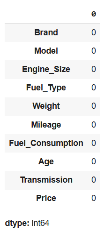 0
Brand 0
Model 0
Engine_Size 0
Fuel_Type 0
Weight 0
Mileage 0
Fuel_Consumption 0
Age 0
Transmission 0
Price 0
dtype: int64